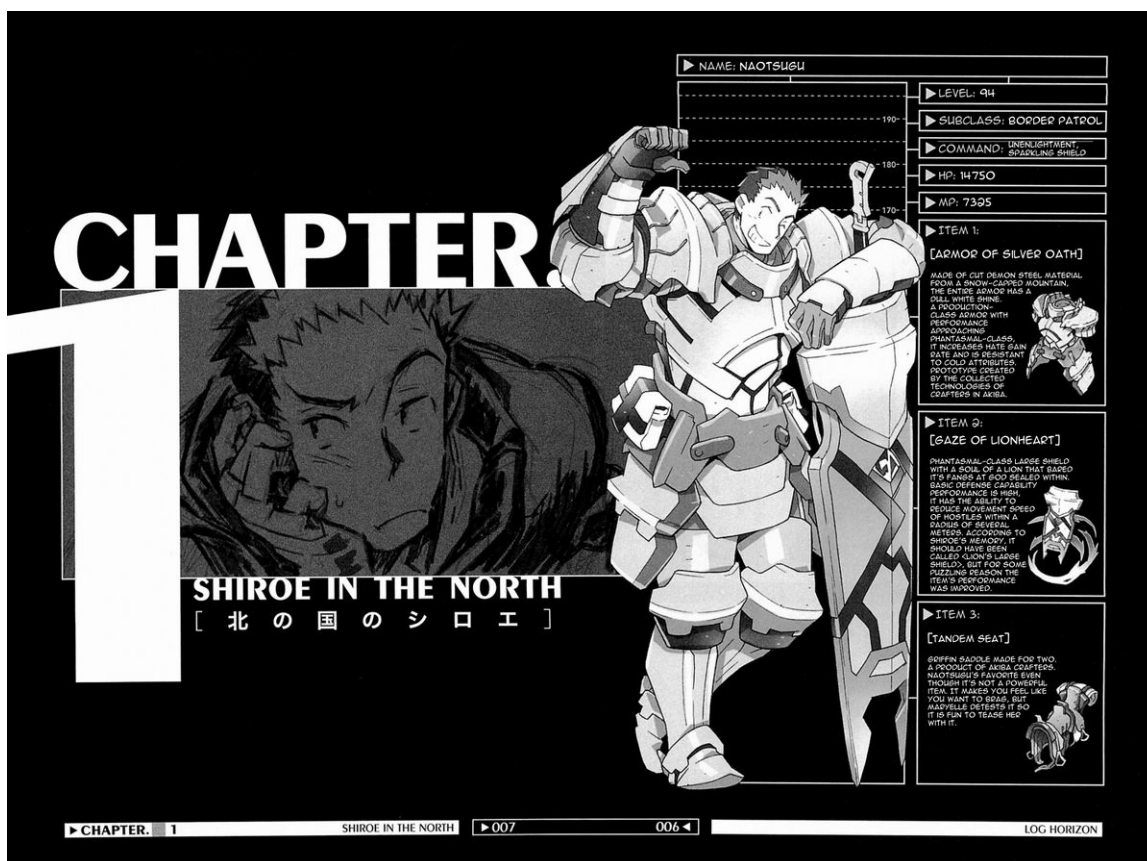 NAME: NAOTSUGU
LEVEL: 94
SUBCLASS: BORDER PATROL
COMMAND: UNENLIGHTMENT,
SPARKLING SHIELD
HP: 14750
MP: 7325
190
180
170
CHAPTER.
1
SHIROE IN THE NORTH
[北の国のシロエ]
ITEM 1:
[ARMOR OF SILVER OATH]
MADE OF CUT DEMON STEEL MATERIAL
FROM A SNOW-CAPPED MOUNTAIN,
THE ENTIRE ARMOR HAS A
DULL WHITE SHINE.
A PRODUCTION-
CLASS ARMOR WITH
PERFORMANCE
APPROACHING
PHANTASMAL-CLASS,
IT INCREASES HATE GAIN
RATE AND IS RESISTANT
TO COLD ATTRIBUTES.
PROTOTYPE CREATED
BY THE COLLECTED
TECHNOLOGIES OF
CRAFTERS IN AKIBA.
ITEM 2:
[GAZE OF LIONHEART]
PHANTASMAL-CLASS LARGE SHIELD
WITH A SOUL OF A LION THAT BARED
IT'S FANGS AT GOD SEALED WITHIN.
BASIC DEFENSE CAPABILITY
PERFORMANCE IS HIGH,
IT HAS THE ABILITY TO
REDUCE MOVEMENT SPEED
OF HOSTILES WITHIN A
RADIUS OF SEVERAL
METERS. ACCORDING TO
SHIROE'S MEMORY, IT
SHOULD HAVE BEEN
CALLED <LION'S LARGE
SHIELD>, BUT FOR SOME
PUZZLING REASON THE
ITEM'S PERFORMANCE
WAS IMPROVED.
ITEM 3:
[TANDEM SEAT]
GRIFFIN SADDLE MADE FOR TWO.
A PRODUCT OF AKIBA CRAFTERS.
NAOTSUGU'S FAVORITE EVEN
THOUGH IT'S NOT A POWERFUL
ITEM. IT MAKES YOU FEEL LIKE
YOU WANT TO BRAG, BUT
MARYELLE DETESTS IT SO
IT IS FUN TO TEASE HER
WITH IT.
CHAPTER. 1 SHIROE IN THE NORTH
007 006
LOG HORIZON